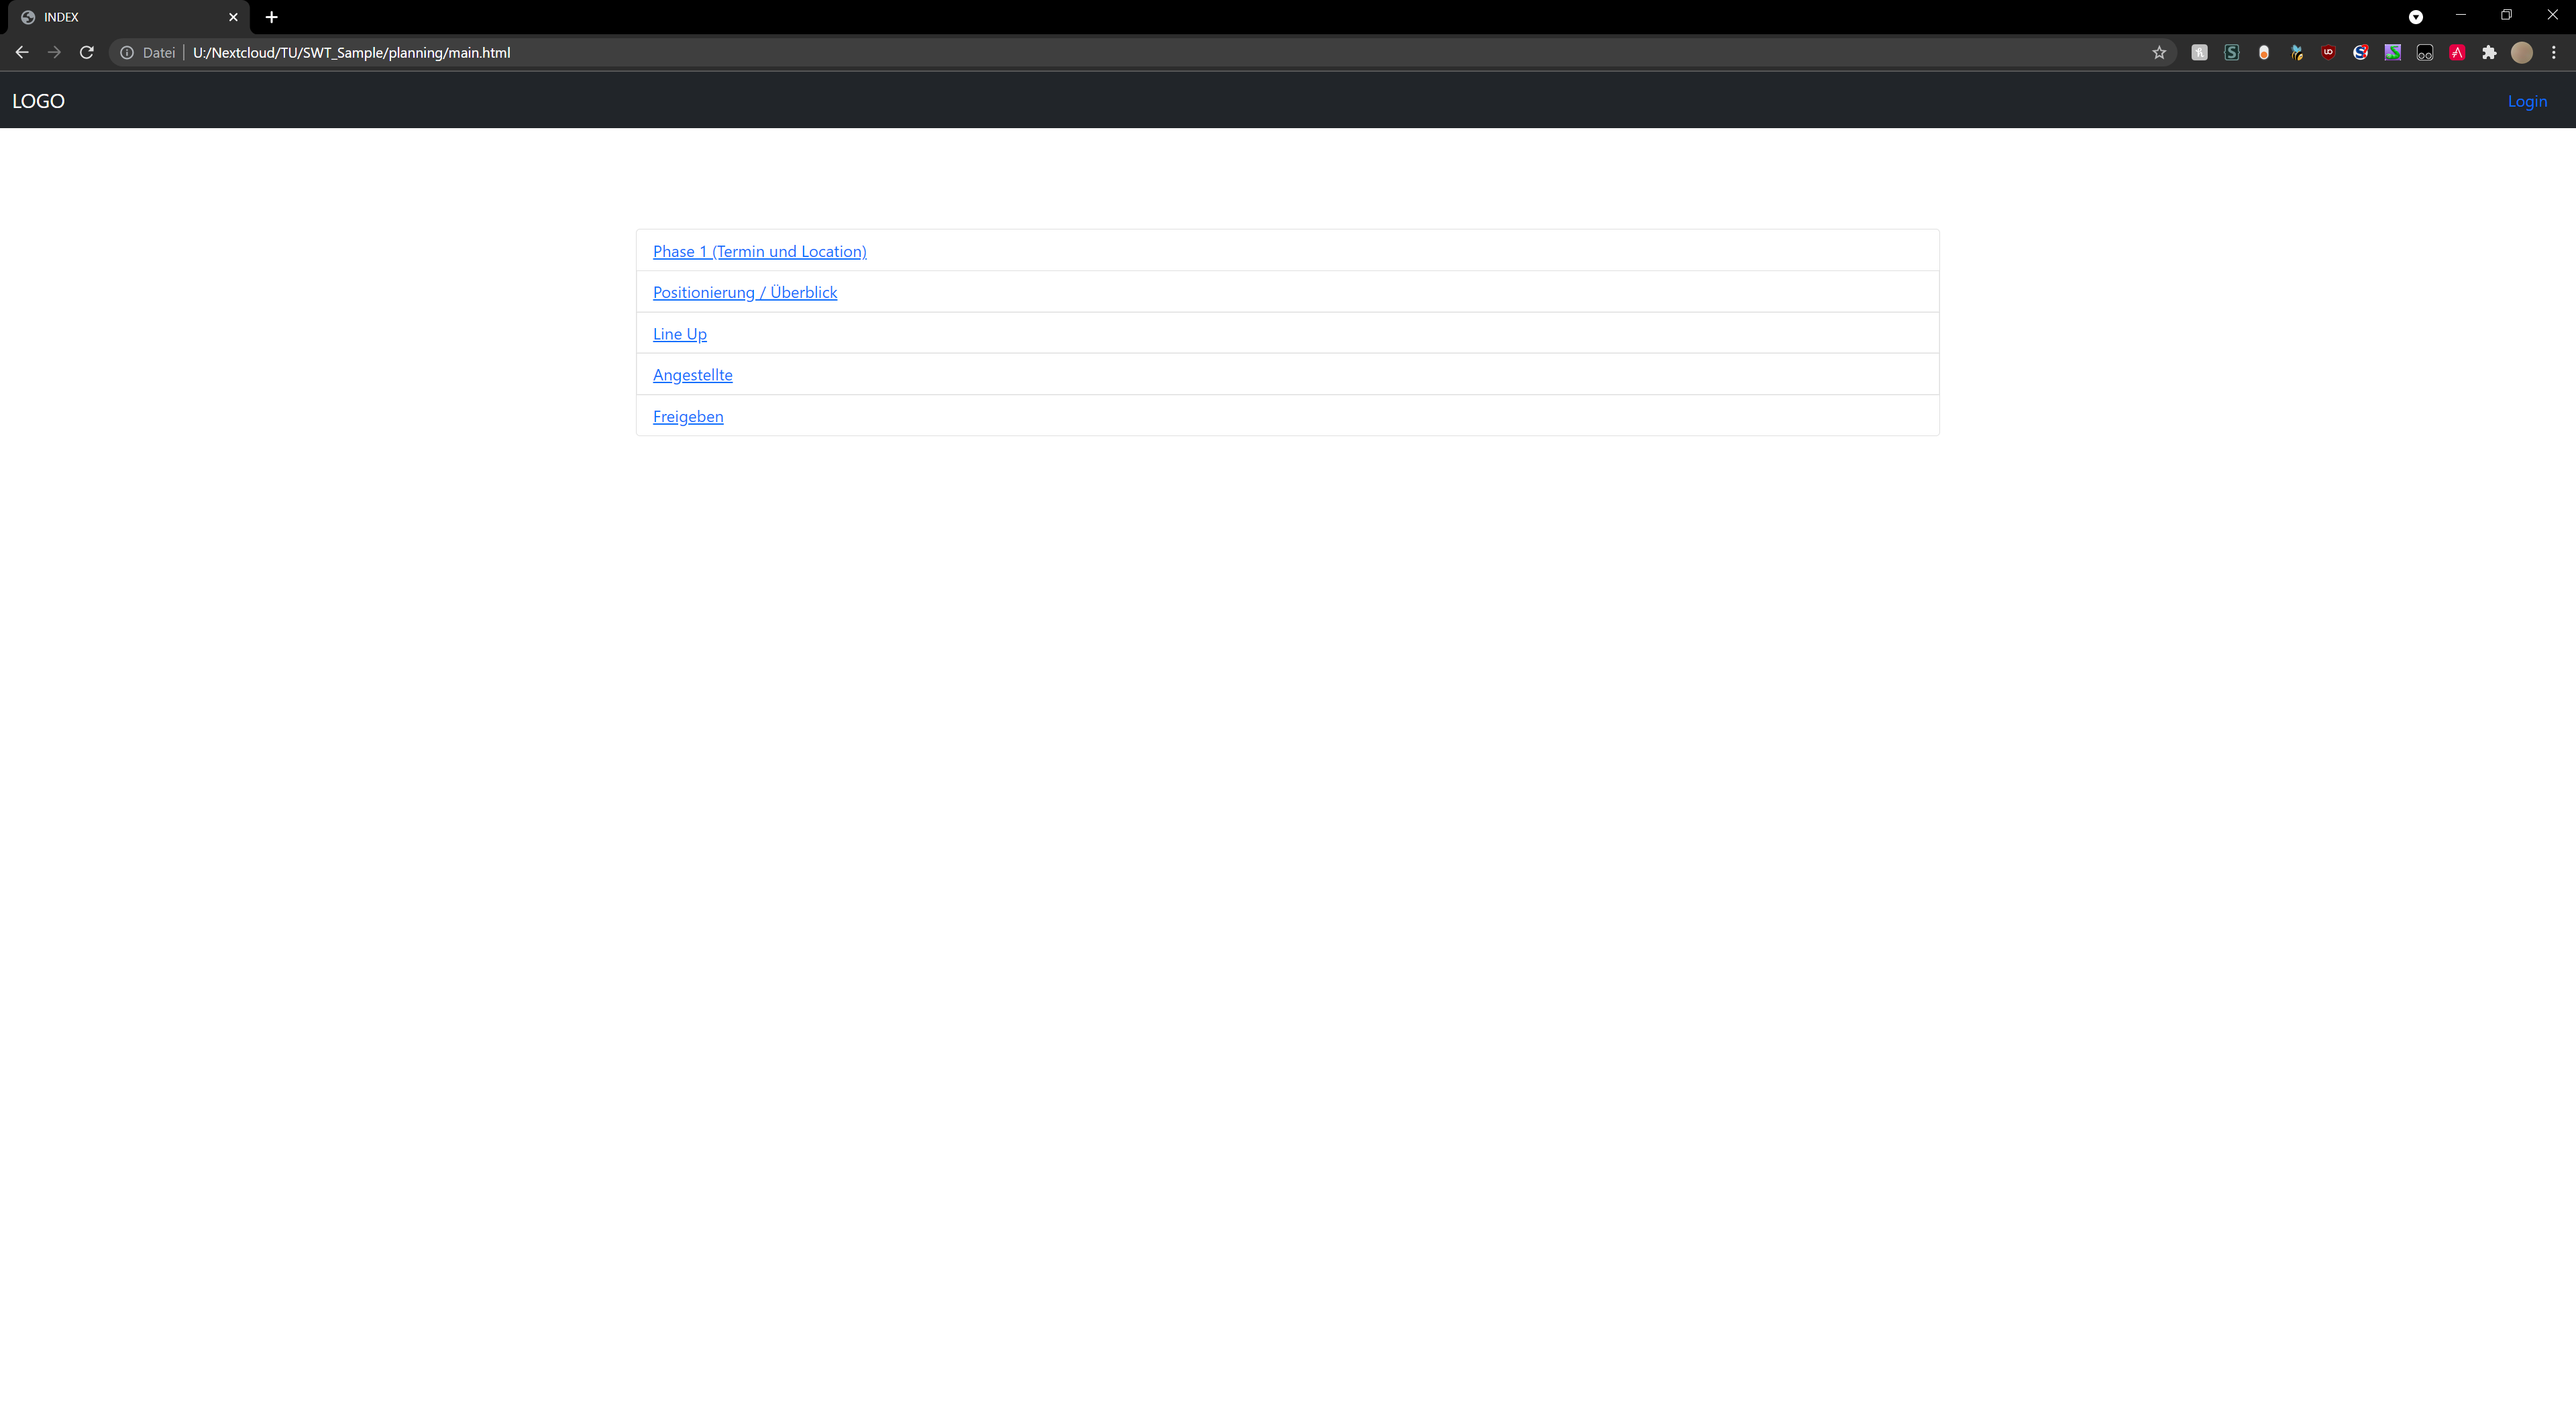 INDEX
Datei U:/Nextcloud/TU/SWT_Sample/planning/main.html
LOGO
Login
Phase 1 (Termin und Location)
Positionierung / Überblick
Line Up
Angestellte
Freigeben